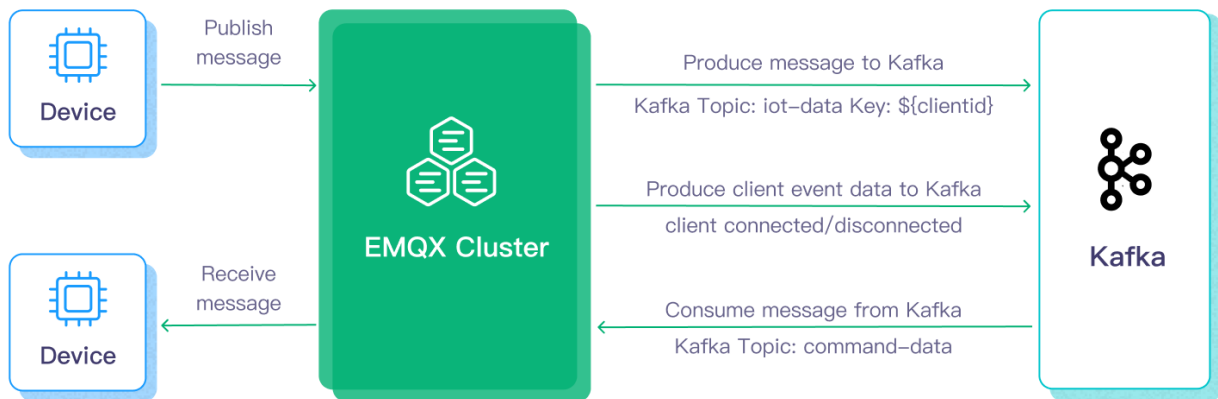 Publish
message
Device
EMQX Cluster
Produce message to Kafka
Kafka Topic: iot-data Key: ${clientid}
Produce client event data to Kafka
client connected/disconnected
Kafka
Receive
message
Device
Consume message from Kafka
Kafka Topic: command-data